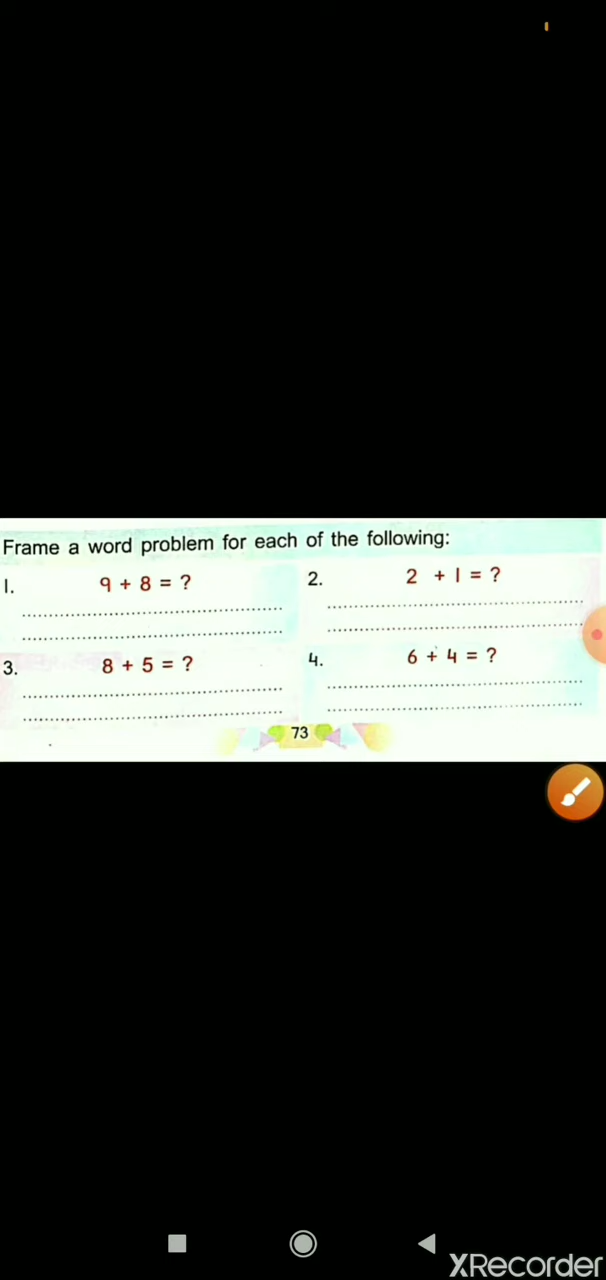 Frame a word problem for each of the following:
1. 9 + 8 = ?
2. 2 + 1 = ?
3. 8 + 5 = ?
4. 6 + 4 = ?
73
XRecorder